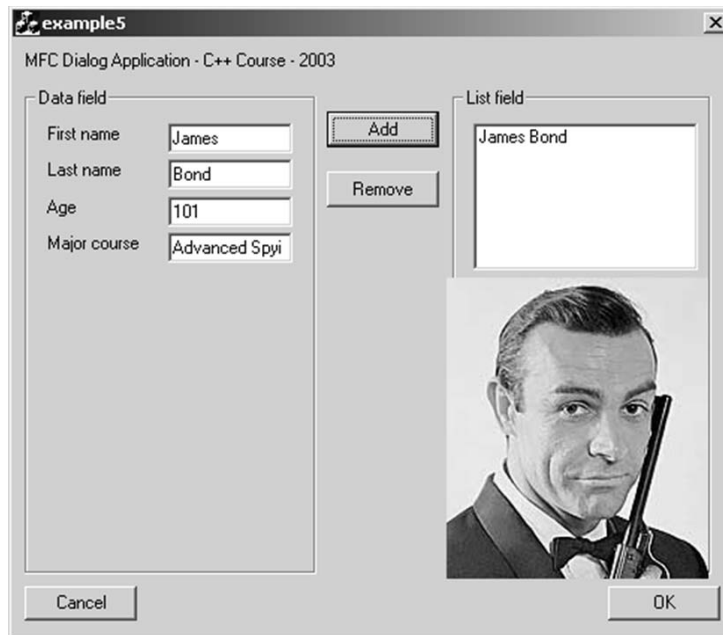 example5
MFC Dialog Application - C++ Course - 2003
Data field
First name James
Last name Bond
Age 101
Major course Advanced Spyi
Add
Remove
List field
James Bond
Cancel
OK